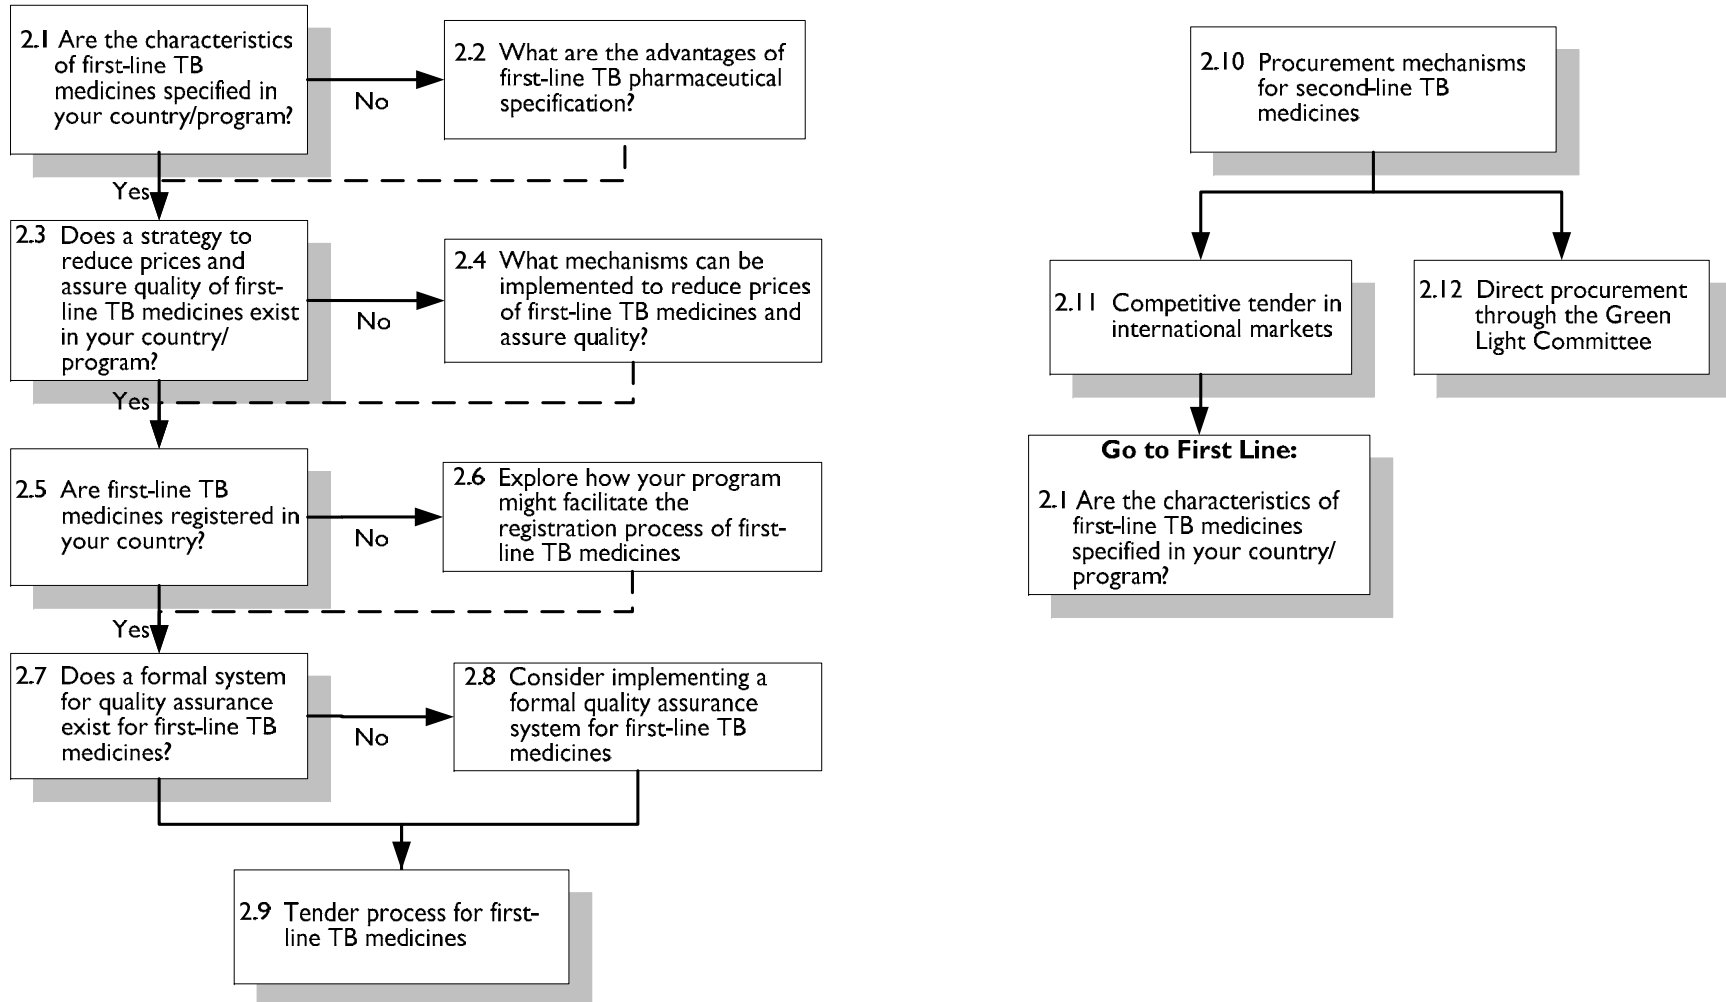 2.1 Are the characteristics
of first-line TB
medicines specified in
your country/program?
No
2.2 What are the advantages of
first-line TB pharmaceutical
specification?
Yes
2.3 Does a strategy to
reduce prices and
assure quality of first-
line TB medicines exist
in your country/
program?
No
2.4 What mechanisms can be
implemented to reduce prices
of first-line TB medicines and
assure quality?
Yes
2.5 Are first-line TB
medicines registered in
your country?
No
2.6 Explore how your program
might facilitate the
registration process of first-
line TB medicines
Yes
2.7 Does a formal system
for quality assurance
exist for first-line TB
medicines?
No
2.8 Consider implementing a
formal quality assurance
system for first-line TB
medicines
2.9 Tender process for first-
line TB medicines
2.10 Procurement mechanisms
for second-line TB
medicines
2.11 Competitive tender in
international markets
2.12 Direct procurement
through the Green
Light Committee
Go to First Line:
2.1 Are the characteristics of
first-line TB medicines
specified in your country/
program?